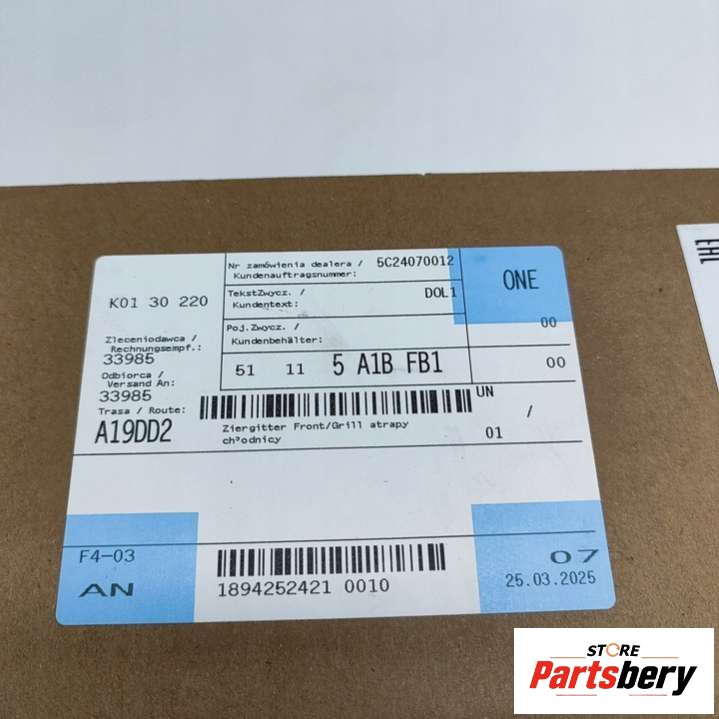 Nr zamówienia dealera /
Kundenauftragsnummer:
5C24070012
ONE
K01 30 220
TekstZwycz. /
Kundentext:
DOL1
Poj.Zwycz. /
Kundenbehälter:
00
Zleceniodawca /
Rechnungsempf.:
33985
51 11 5 A1B FB1
00
Odbiorca /
Versand An:
33985
Trasa / Route:
A19DD2
UN
/
01
Ziergitter Front/Grill atrapy
ch³odnicy
F4-03
AN
1894252421 0010
07
25.03.2025
EHL
STORE
Partsbery